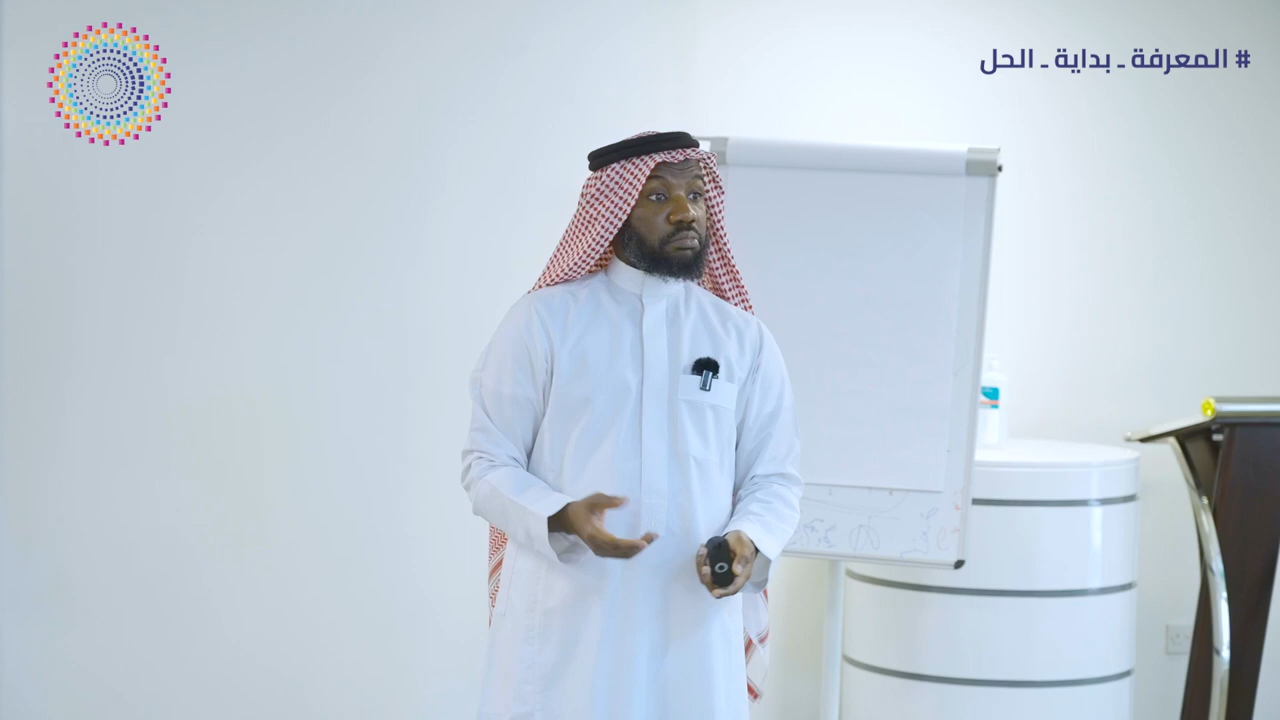 # المعرفة ـ بداية ـ الحل